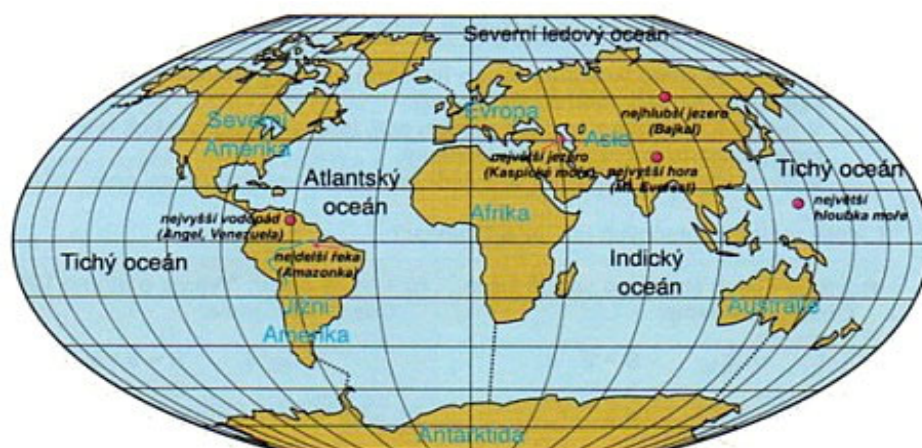 Severní ledový oceán
Evropa
Severní
Amerika
nejhlubší jezero
(Bajkal)
Asie
největší jezero
(Kaspické moře)
nejvyšší hora
(Mt. Everest)
Tichý oceán
Atlantský
oceán
Afrika
největší
hloubka moře
nejvyšší vodopád
(Angel, Venezuela)
nejdelší řeka
(Amazonka)
Tichý oceán
Indický
oceán
Jižní
Amerika
Austrálie
Antarktida